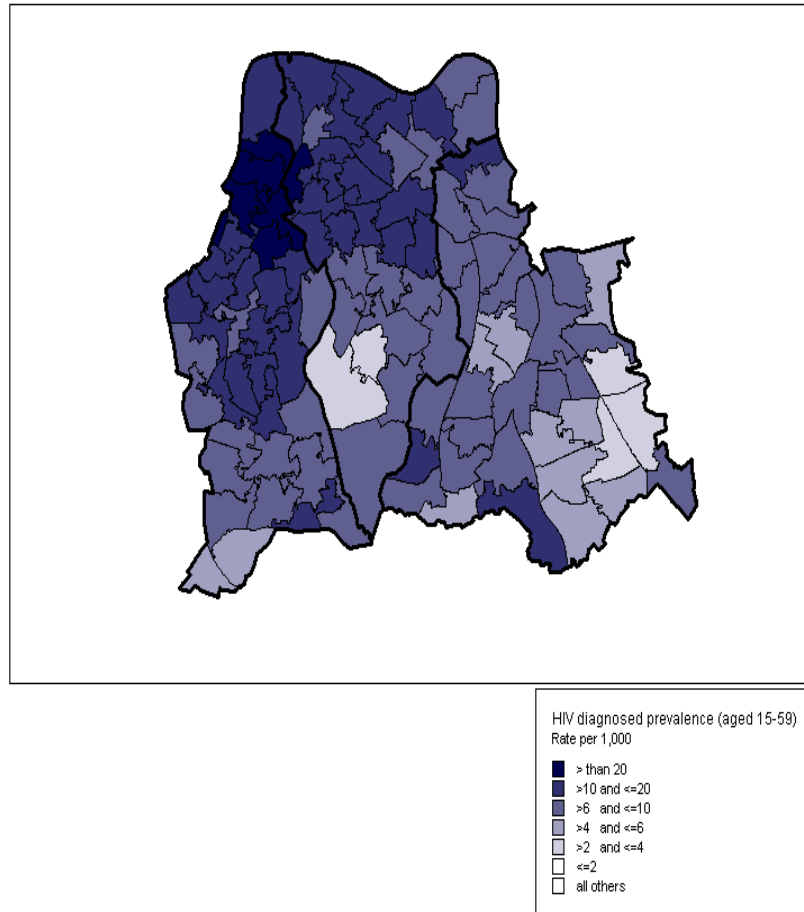 HIV diagnosed prevalence (aged 15-59)
Rate per 1,000
> than 20
>10 and <=20
>6 and <=10
>4 and <=6
>2 and <=4
<=2
all others